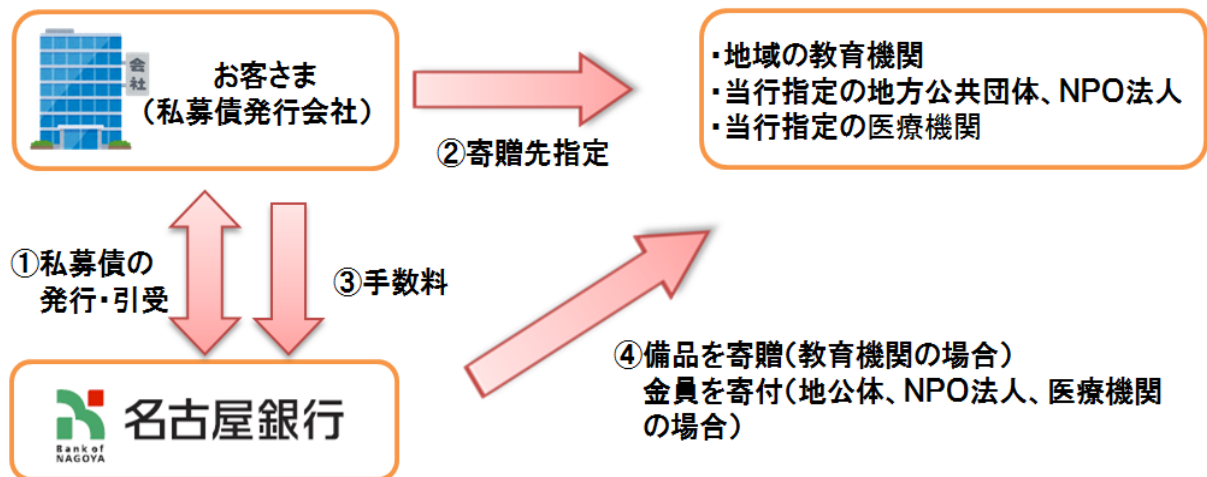 会
社
お客さま
（私募債発行会社）
②寄贈先指定
・地域の教育機関
・当行指定の地方公共団体、NPO法人
・当行指定の医療機関
①私募債の
発行・引受
③手数料
④備品を寄贈（教育機関の場合）
金員を寄付（地公体、NPO法人、医療機関
の場合）
Bank of
NAGOYA
名古屋銀行